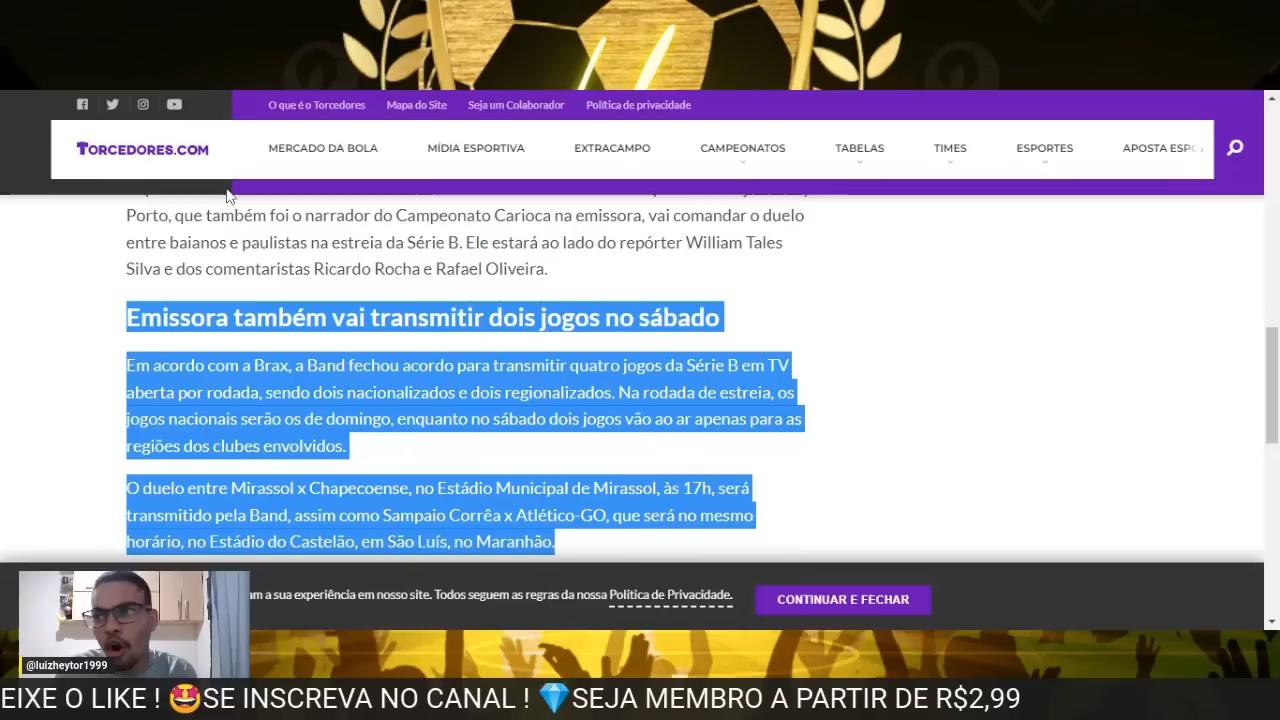 O que é o Torcedores
Mapa do Site
Seja um Colaborador
Política de privacidade
TORCEDORES.COM
MERCADO DA BOLA
MÍDIA ESPORTIVA
EXTRACAMPO
CAMPEONATOS
TABELAS
TIMES
ESPORTES
APOSTA ESPO
Porto, que também foi o narrador do Campeonato Carioca na emissora, vai comandar o duelo
entre baianos e paulistas na estreia da Série B. Ele estará ao lado do repórter William Tales
Silva e dos comentaristas Ricardo Rocha e Rafael Oliveira.
Emissora também vai transmitir dois jogos no sábado
Em acordo com a Brax, a Band fechou acordo para transmitir quatro jogos da Série B em TV
aberta por rodada, sendo dois nacionalizados e dois regionalizados. Na rodada de estreia, os
jogos nacionais serão os de domingo, enquanto no sábado dois jogos vão ao ar apenas para as
regiões dos clubes envolvidos.
O duelo entre Mirassol x Chapecoense, no Estádio Municipal de Mirassol, às 17h, será
transmitido pela Band, assim como Sampaio Corrêa x Atlético-GO, que será no mesmo
horário, no Estádio do Castelão, em São Luís, no Maranhão.
am a sua experiência em nosso site. Todos seguem as regras da nossa Política de Privacidade.
CONTINUAR E FECHAR
@luizheytor1999
EIXE O LIKE ! 🤩SE INSCREVA NO CANAL ! 💎SEJA MEMBRO A PARTIR DE R$2,99